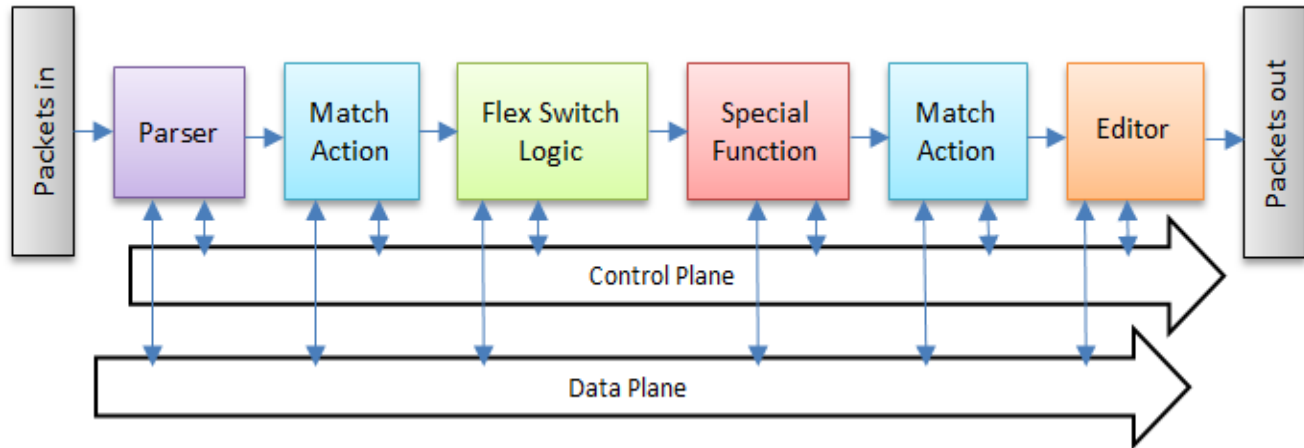 Packets in
Parser
Match
Action
Flex Switch
Logic
Special
Function
Match
Action
Editor
Packets out
Control Plane
Data Plane